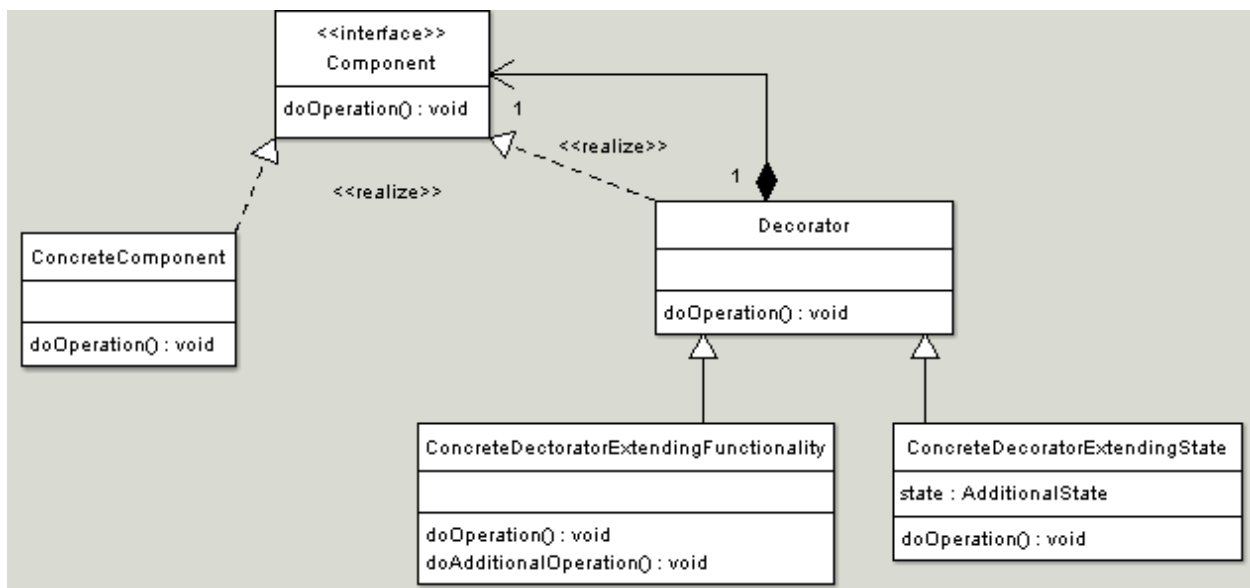 <<interface>>
Component
doOperation() : void
1
<<realize>>
<<realize>>
1
ConcreteComponent
doOperation() : void
Decorator
doOperation() : void
ConcreteDectoratorExtendingFunctionality
doOperation() : void
doAdditionalOperation() : void
ConcreteDecoratorExtendingState
state : AdditionalState
doOperation() : void